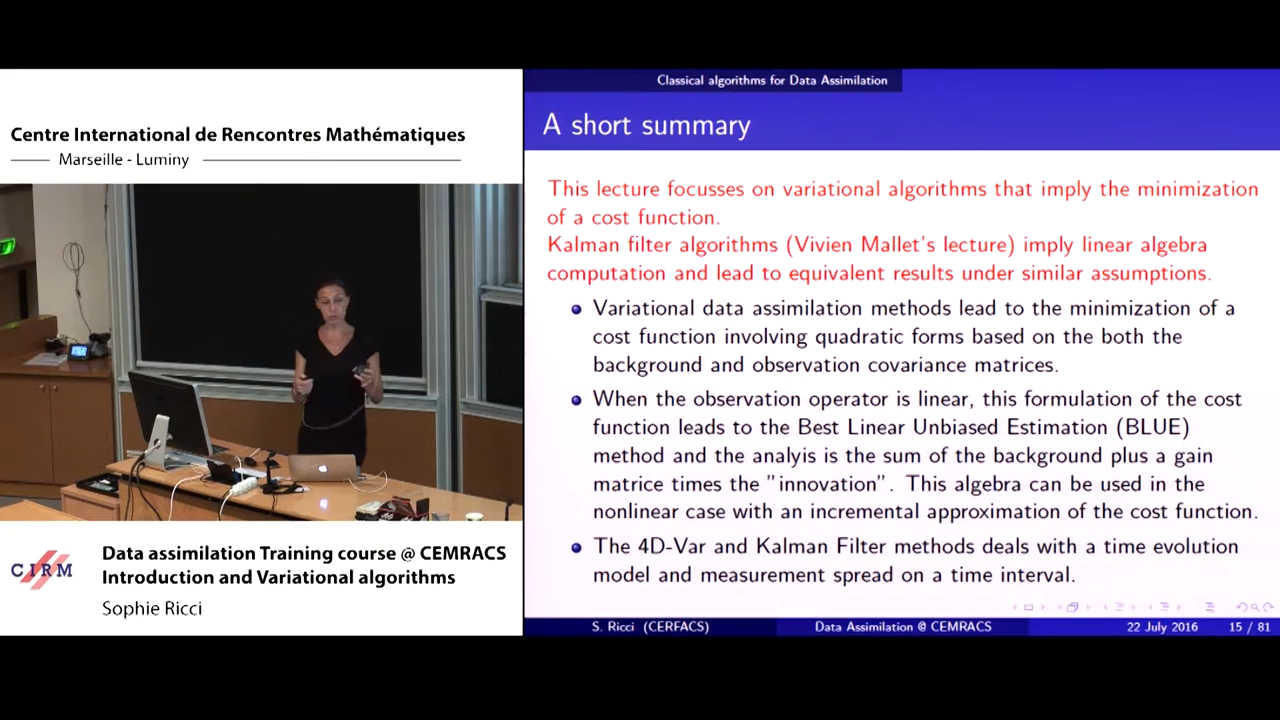 Centre International de Rencontres Mathématiques
Marseille - Luminy
CIRM
Data assimilation Training course @ CEMRACS
Introduction and Variational algorithms
Sophie Ricci
Classical algorithms for Data Assimilation
A short summary
This lecture focusses on variational algorithms that imply the minimization
of a cost function.
Kalman filter algorithms (Vivien Mallet's lecture) imply linear algebra
computation and lead to equivalent results under similar assumptions.
Variational data assimilation methods lead to the minimization of a
cost function involving quadratic forms based on the both the
background and observation covariance matrices.
When the observation operator is linear, this formulation of the cost
function leads to the Best Linear Unbiased Estimation (BLUE)
method and the analyis is the sum of the background plus a gain
matrice times the "innovation". This algebra can be used in the
nonlinear case with an incremental approximation of the cost function.
The 4D-Var and Kalman Filter methods deals with a time evolution
model and measurement spread on a time interval.
S. Ricci (CERFACS) Data Assimilation @ CEMRACS 22 July 2016 15 / 81